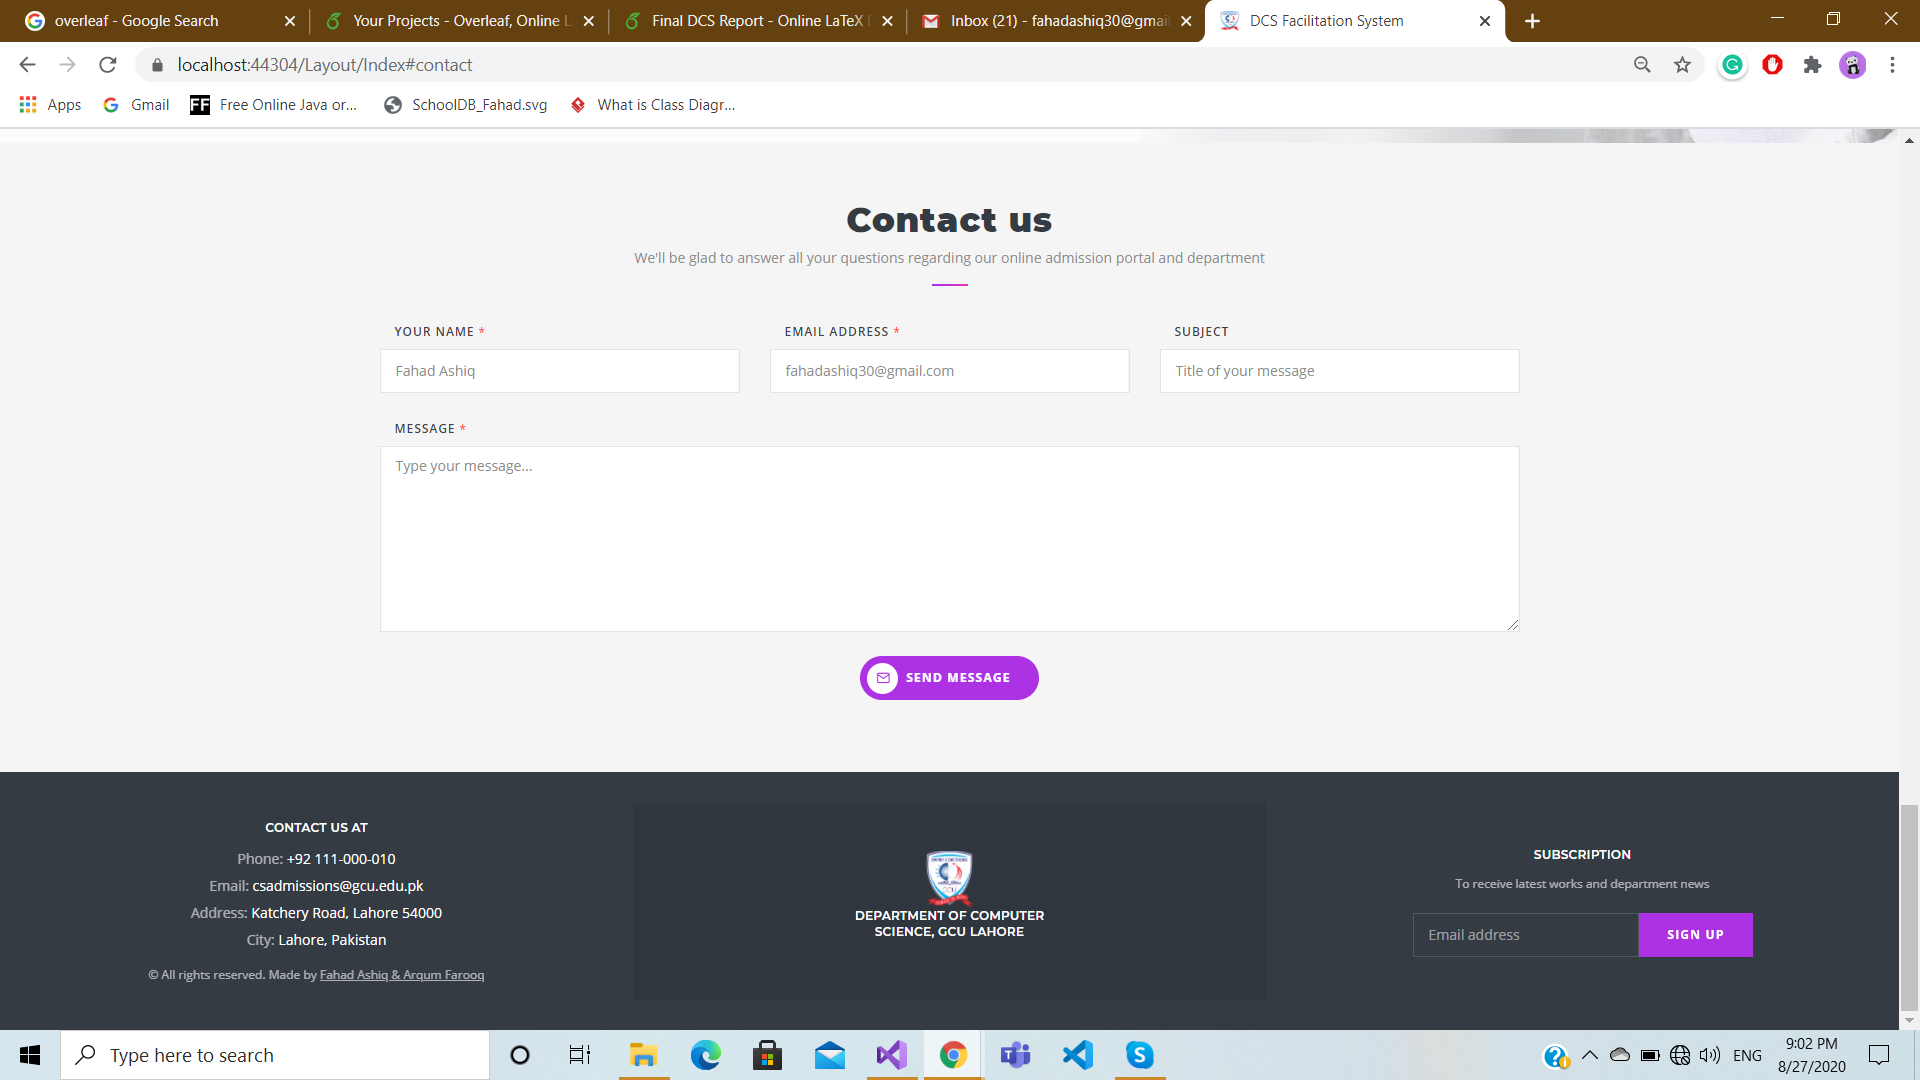 overleaf - Google Search
Your Projects - Overleaf, Online L
Final DCS Report - Online LaTeX E
Inbox (21) - fahadashiq30@gmai
DCS Facilitation System
localhost:44304/Layout/Index#contact
Apps
Gmail
FF Free Online Java or...
SchoolDB_Fahad.svg
What is Class Diagr...
Contact us
We'll be glad to answer all your questions regarding our online admission portal and department
YOUR NAME *
EMAIL ADDRESS *
SUBJECT
Fahad Ashiq
fahadashiq30@gmail.com
Title of your message
MESSAGE *
Type your message...
SEND MESSAGE
CONTACT US AT
Phone: +92 111-000-010
Email: csadmissions@gcu.edu.pk
Address: Katchery Road, Lahore 54000
City: Lahore, Pakistan
© All rights reserved. Made by Fahad Ashiq & Arqum Farooq
GCU
DEPARTMENT OF COMPUTER
SCIENCE, GCU LAHORE
SUBSCRIPTION
To receive latest works and department news
Email address
SIGN UP
Type here to search
ENG
9:02 PM
8/27/2020